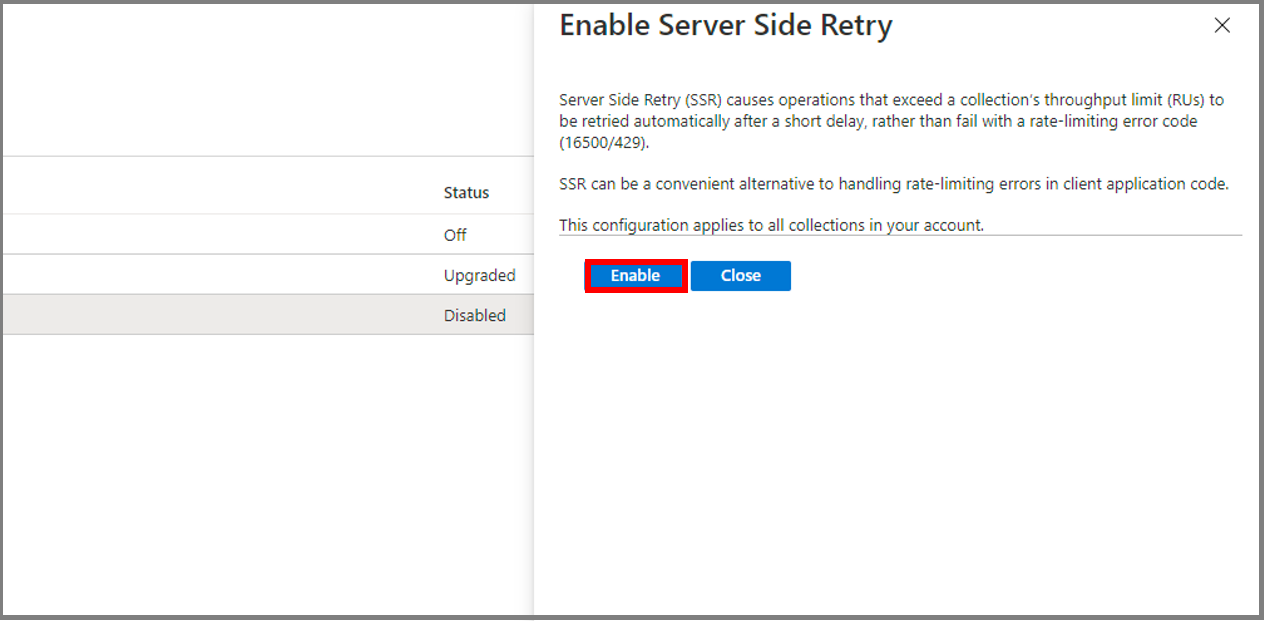 Enable Server Side Retry
Server Side Retry (SSR) causes operations that exceed a collection's throughput limit (RUs) to
be retried automatically after a short delay, rather than fail with a rate-limiting error code
(16500/429).
SSR can be a convenient alternative to handling rate-limiting errors in client application code.
This configuration applies to all collections in your account.
Enable
Close
Status
Off
Upgraded
Disabled